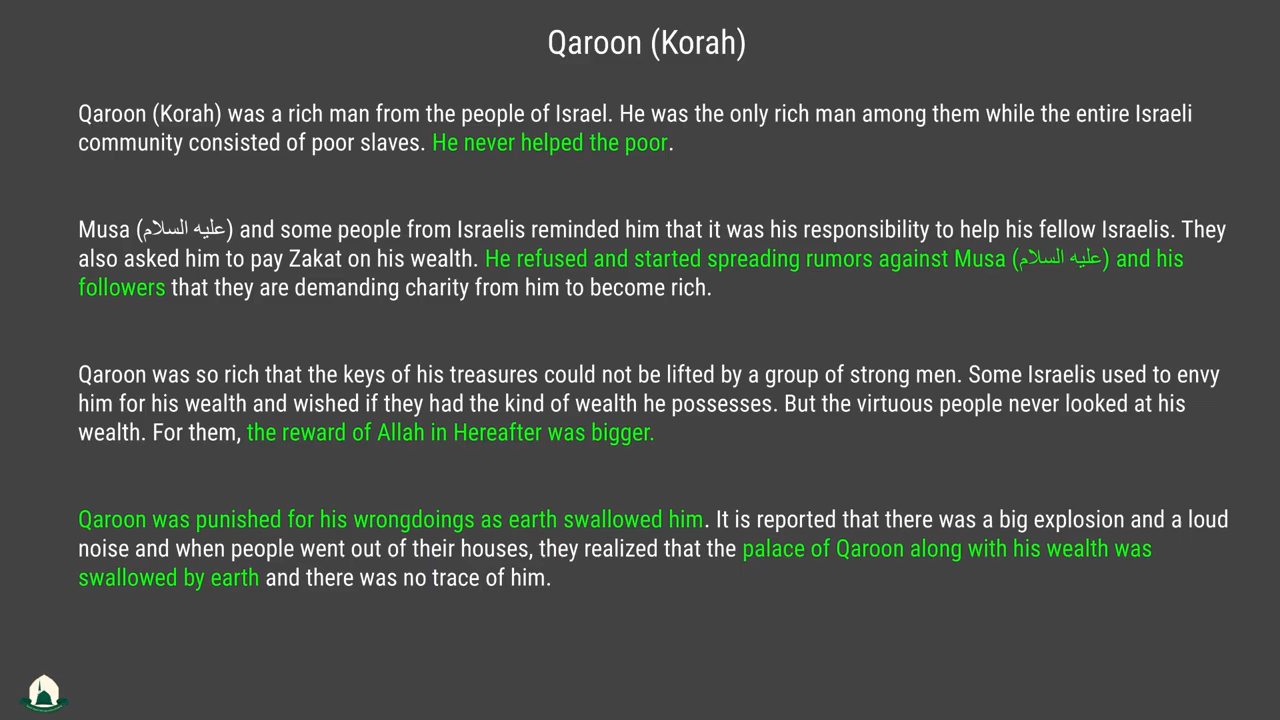 Qaroon (Korah)
Qaroon (Korah) was a rich man from the people of Israel. He was the only rich man among them while the entire Israeli
community consisted of poor slaves. He never helped the poor.
Musa (عليه السلام) and some people from Israelis reminded him that it was his responsibility to help his fellow Israelis. They
also asked him to pay Zakat on his wealth. He refused and started spreading rumors against Musa (عليه السلام) and his
followers that they are demanding charity from him to become rich.
Qaroon was so rich that the keys of his treasures could not be lifted by a group of strong men. Some Israelis used to envy
him for his wealth and wished if they had the kind of wealth he possesses. But the virtuous people never looked at his
wealth. For them, the reward of Allah in Hereafter was bigger.
Qaroon was punished for his wrongdoings as earth swallowed him. It is reported that there was a big explosion and a loud
noise and when people went out of their houses, they realized that the palace of Qaroon along with his wealth was
swallowed by earth and there was no trace of him.